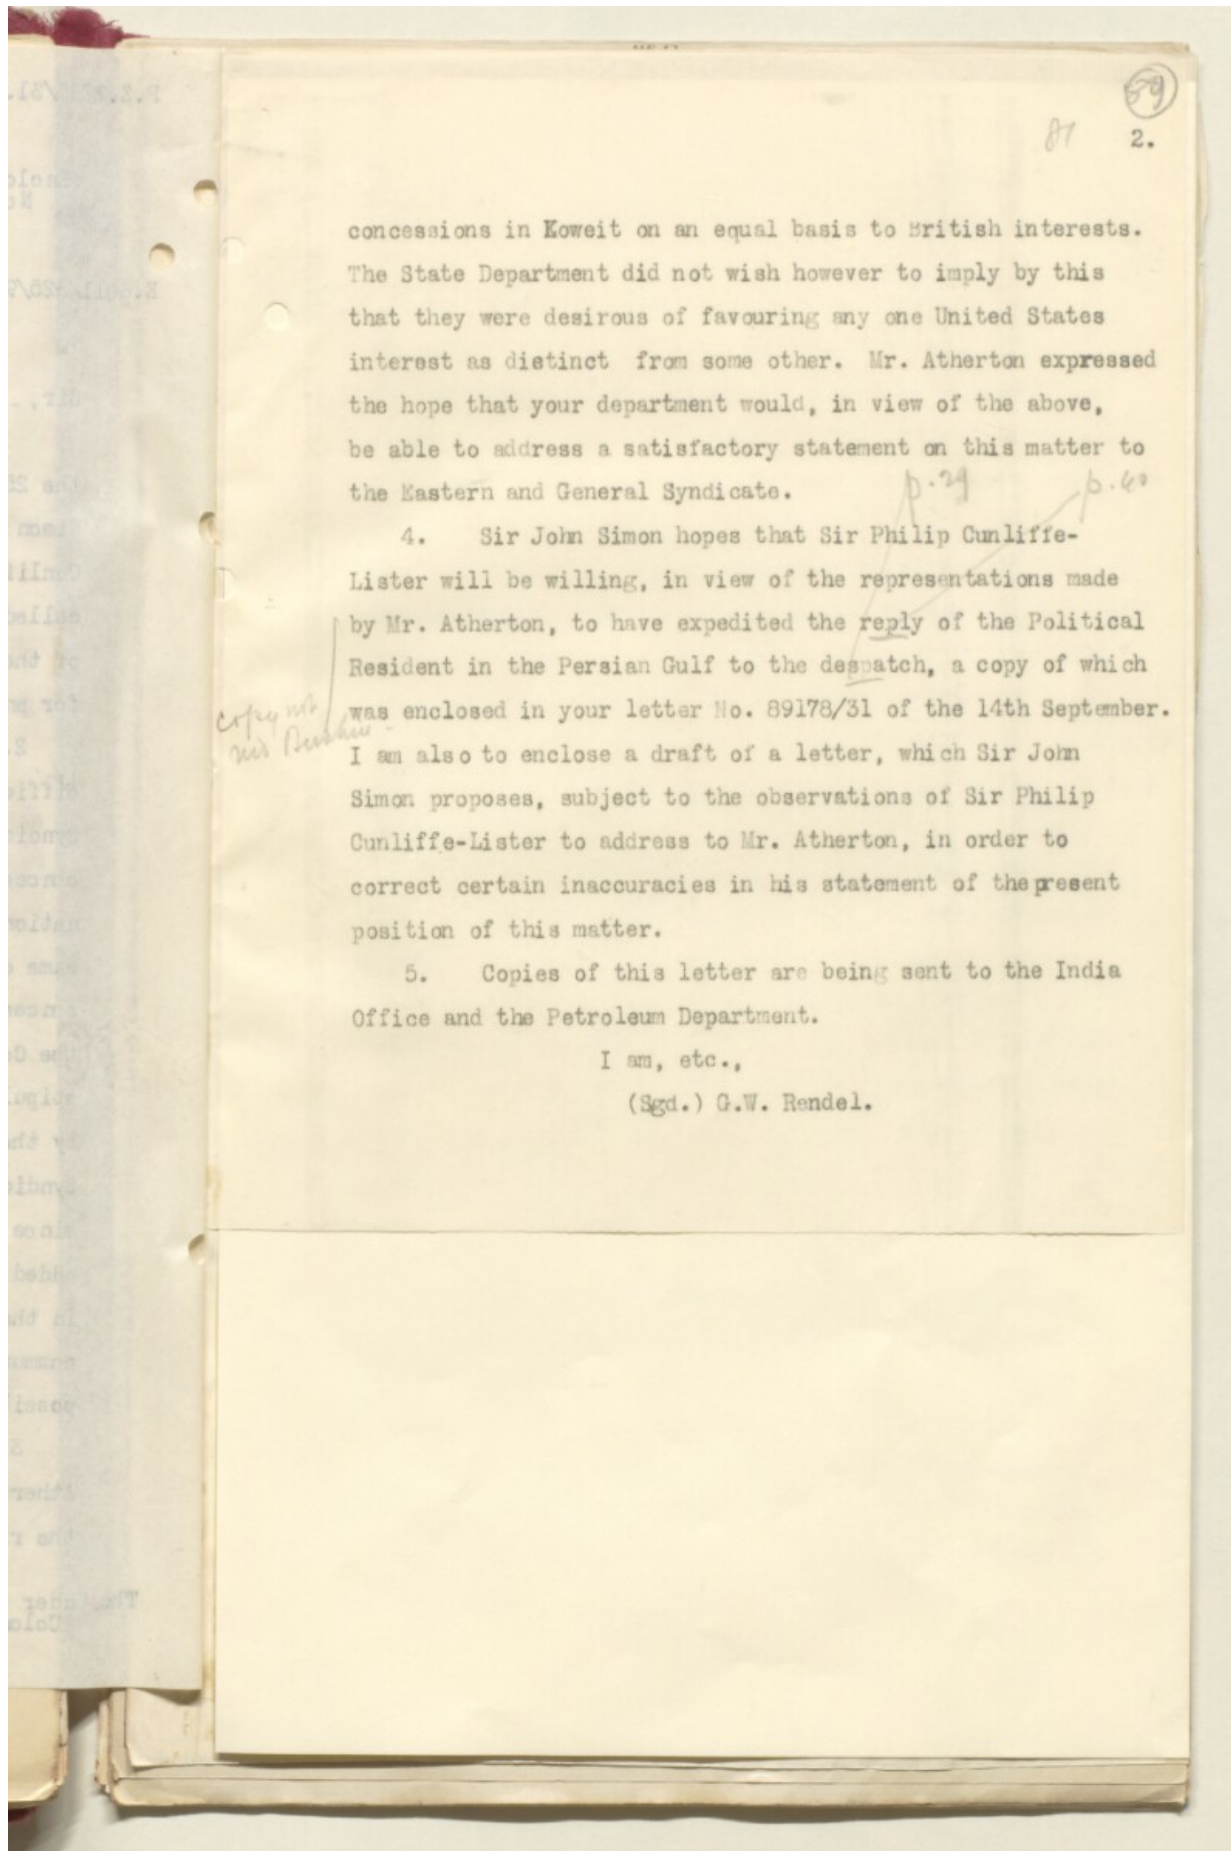 89
81 2.
concessions in Koweit on an equal basis to British interests.
The State Department did not wish however to imply by this
that they were desirous of favouring any one United States
interest as distinct from some other. Mr. Atherton expressed
the hope that your department would, in view of the above,
be able to address a satisfactory statement on this matter to
the Eastern and General Syndicate.
p.29 p.40
4. Sir John Simon hopes that Sir Philip Cunliffe-
Lister will be willing, in view of the representations made
by Mr. Atherton, to have expedited the reply of the Political
Resident in the Persian Gulf to the despatch, a copy of which
was enclosed in your letter No. 89178/31 of the 14th September.
copy not
I am also to enclose a draft of a letter, which Sir John
Simon proposes, subject to the observations of Sir Philip
Cunliffe-Lister to address to Mr. Atherton, in order to
correct certain inaccuracies in his statement of the present
position of this matter.
5. Copies of this letter are being sent to the India
Office and the Petroleum Department.
I am, etc.,
(Sgd.) G.W. Rendel.